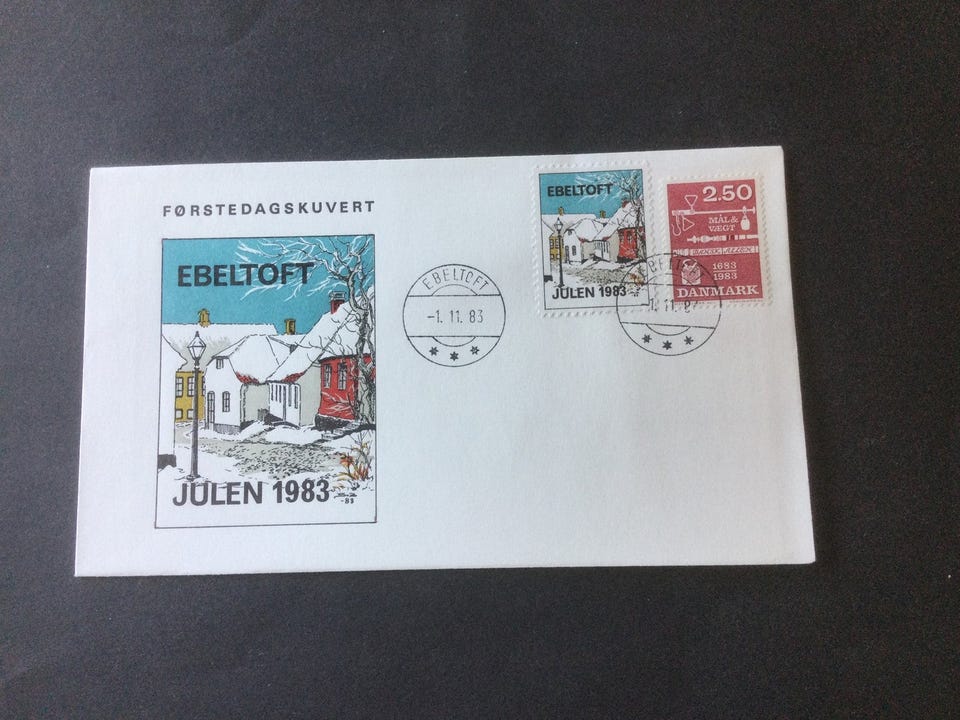 FØRSTEDAGSKUVERT
EBELTOFT
JULEN 1983
-83
EBELTOFT
-1. 11. 83
EBELTOFT
JULEN 1983
2.50
MÅL &
VÆGT
1683
1983
DANMARK